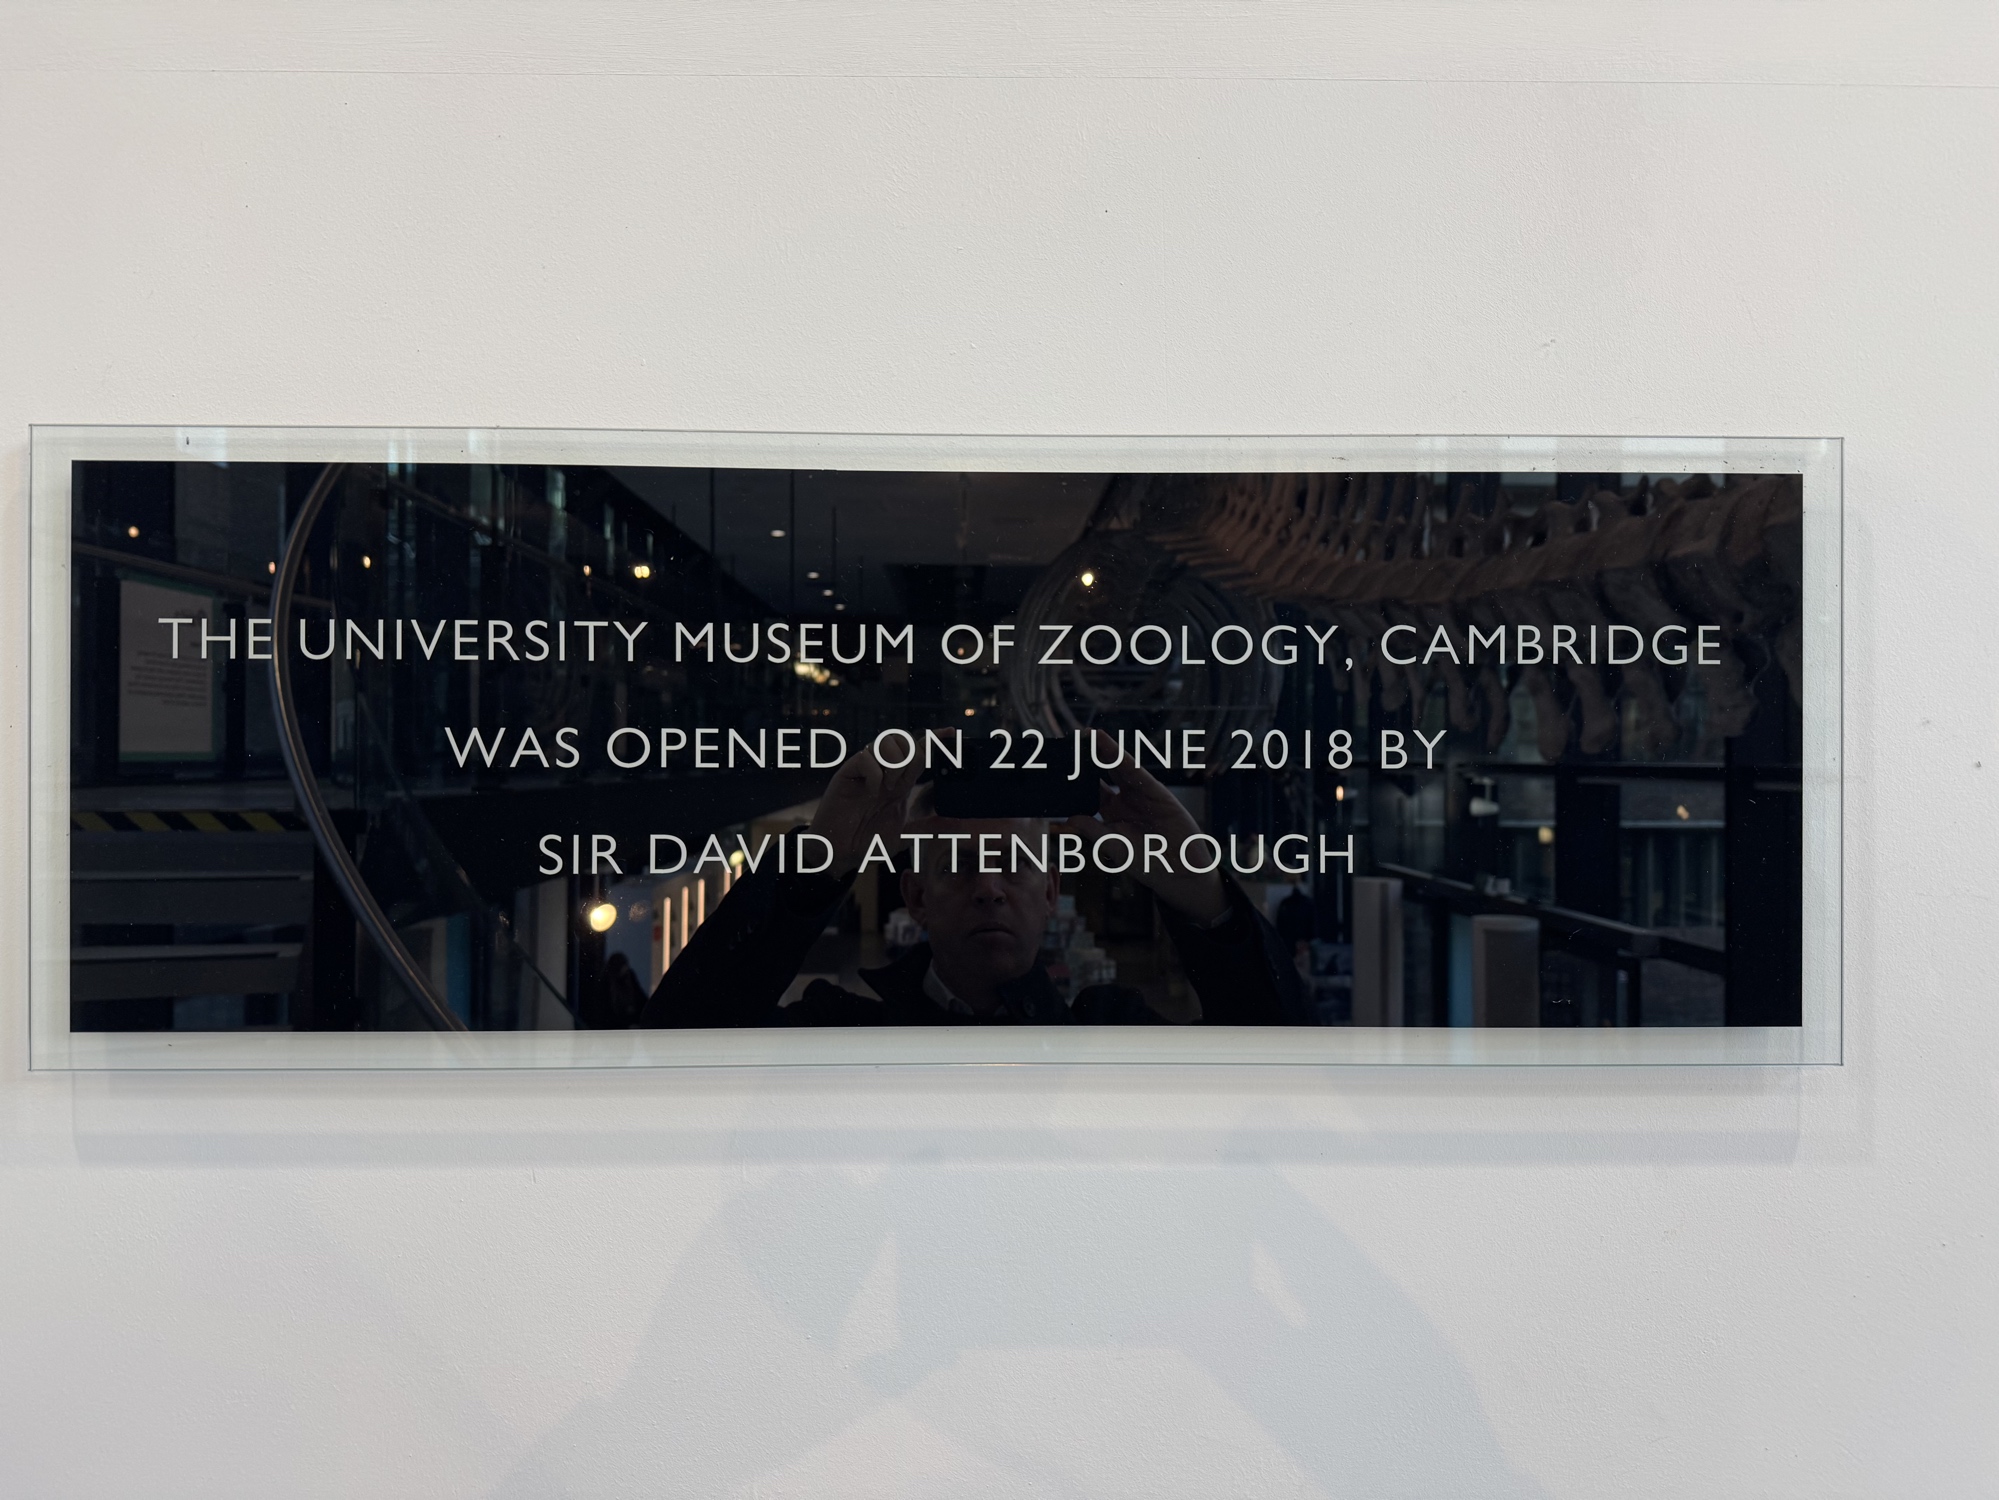 THE UNIVERSITY MUSEUM OF ZOOLOGY, CAMBRIDGE
WAS OPENED ON 22 JUNE 2018 BY
SIR DAVID ATTENBOROUGH